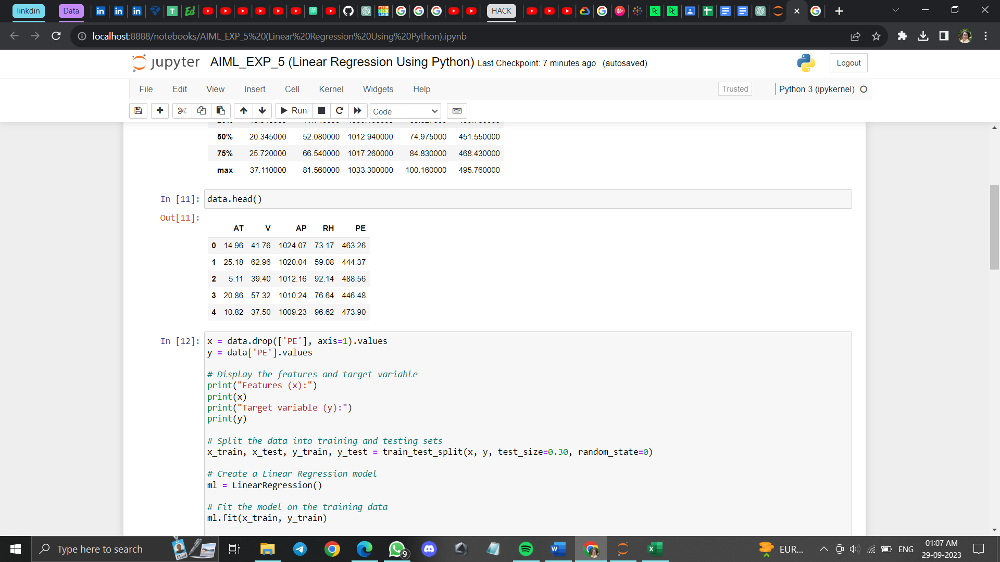 linkdin Data HACK
localhost:8888/notebooks/AIML_EXP_5%20(Linear%20Regression%20Using%20Python).ipynb
jupyter AIML_EXP_5 (Linear Regression Using Python) Last Checkpoint: 7 minutes ago (autosaved) Logout
File Edit View Insert Cell Kernel Widgets Help Trusted Python 3 (ipykernel)
Run Code
50% 20.345000 52.080000 1012.940000 74.975000 451.550000
75% 25.720000 66.540000 1017.260000 84.830000 468.430000
max 37.110000 81.560000 1033.300000 100.160000 495.760000
In [11]: data.head()
Out[11]:
AT V AP RH PE
0 14.96 41.76 1024.07 73.17 463.26
1 25.18 62.96 1020.04 59.08 444.37
2 5.11 39.40 1012.16 92.14 488.56
3 20.86 57.32 1010.24 76.64 446.48
4 10.82 37.50 1009.23 96.62 473.90
In [12]: x = data.drop(['PE'], axis=1).values
y = data['PE'].values
# Display the features and target variable
print("Features (x):")
print(x)
print("Target variable (y):")
print(y)
# Split the data into training and testing sets
x_train, x_test, y_train, y_test = train_test_split(x, y, test_size=0.30, random_state=0)
# Create a Linear Regression model
ml = LinearRegression()
# Fit the model on the training data
ml.fit(x_train, y_train)
Type here to search 9 EUR... ENG 01:07 AM
29-09-2023